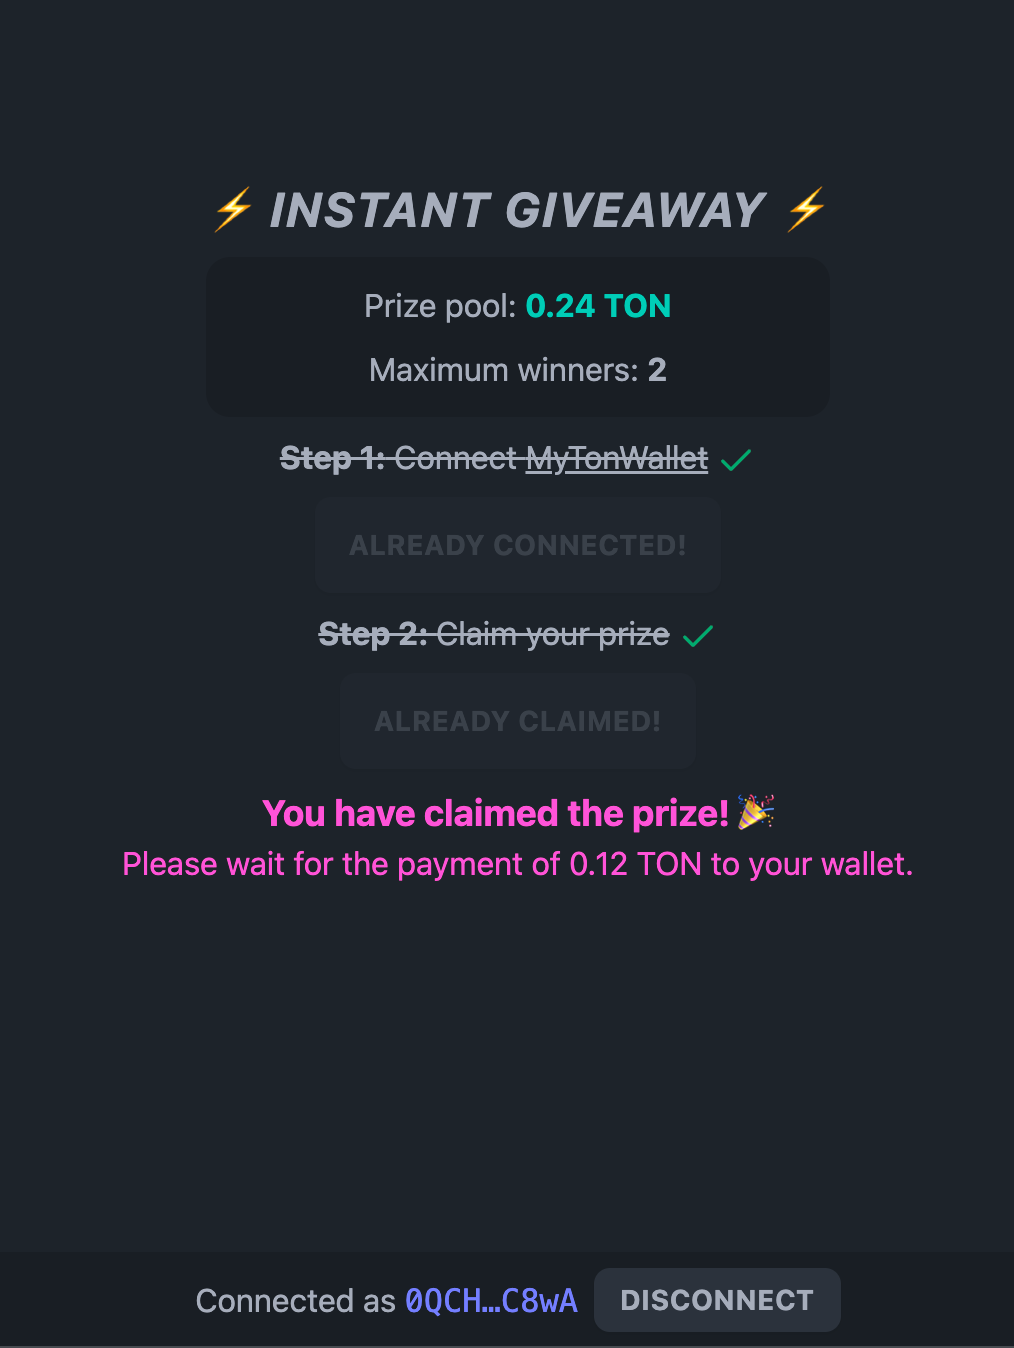 ⚡ INSTANT GIVEAWAY ⚡
Prize pool: 0.24 TON
Maximum winners: 2
Step 1: Connect MyTonWallet
ALREADY CONNECTED!
Step 2: Claim your prize
ALREADY CLAIMED!
You have claimed the prize! 🎉
Please wait for the payment of 0.12 TON to your wallet.
Connected as 0QCH…C8wA DISCONNECT